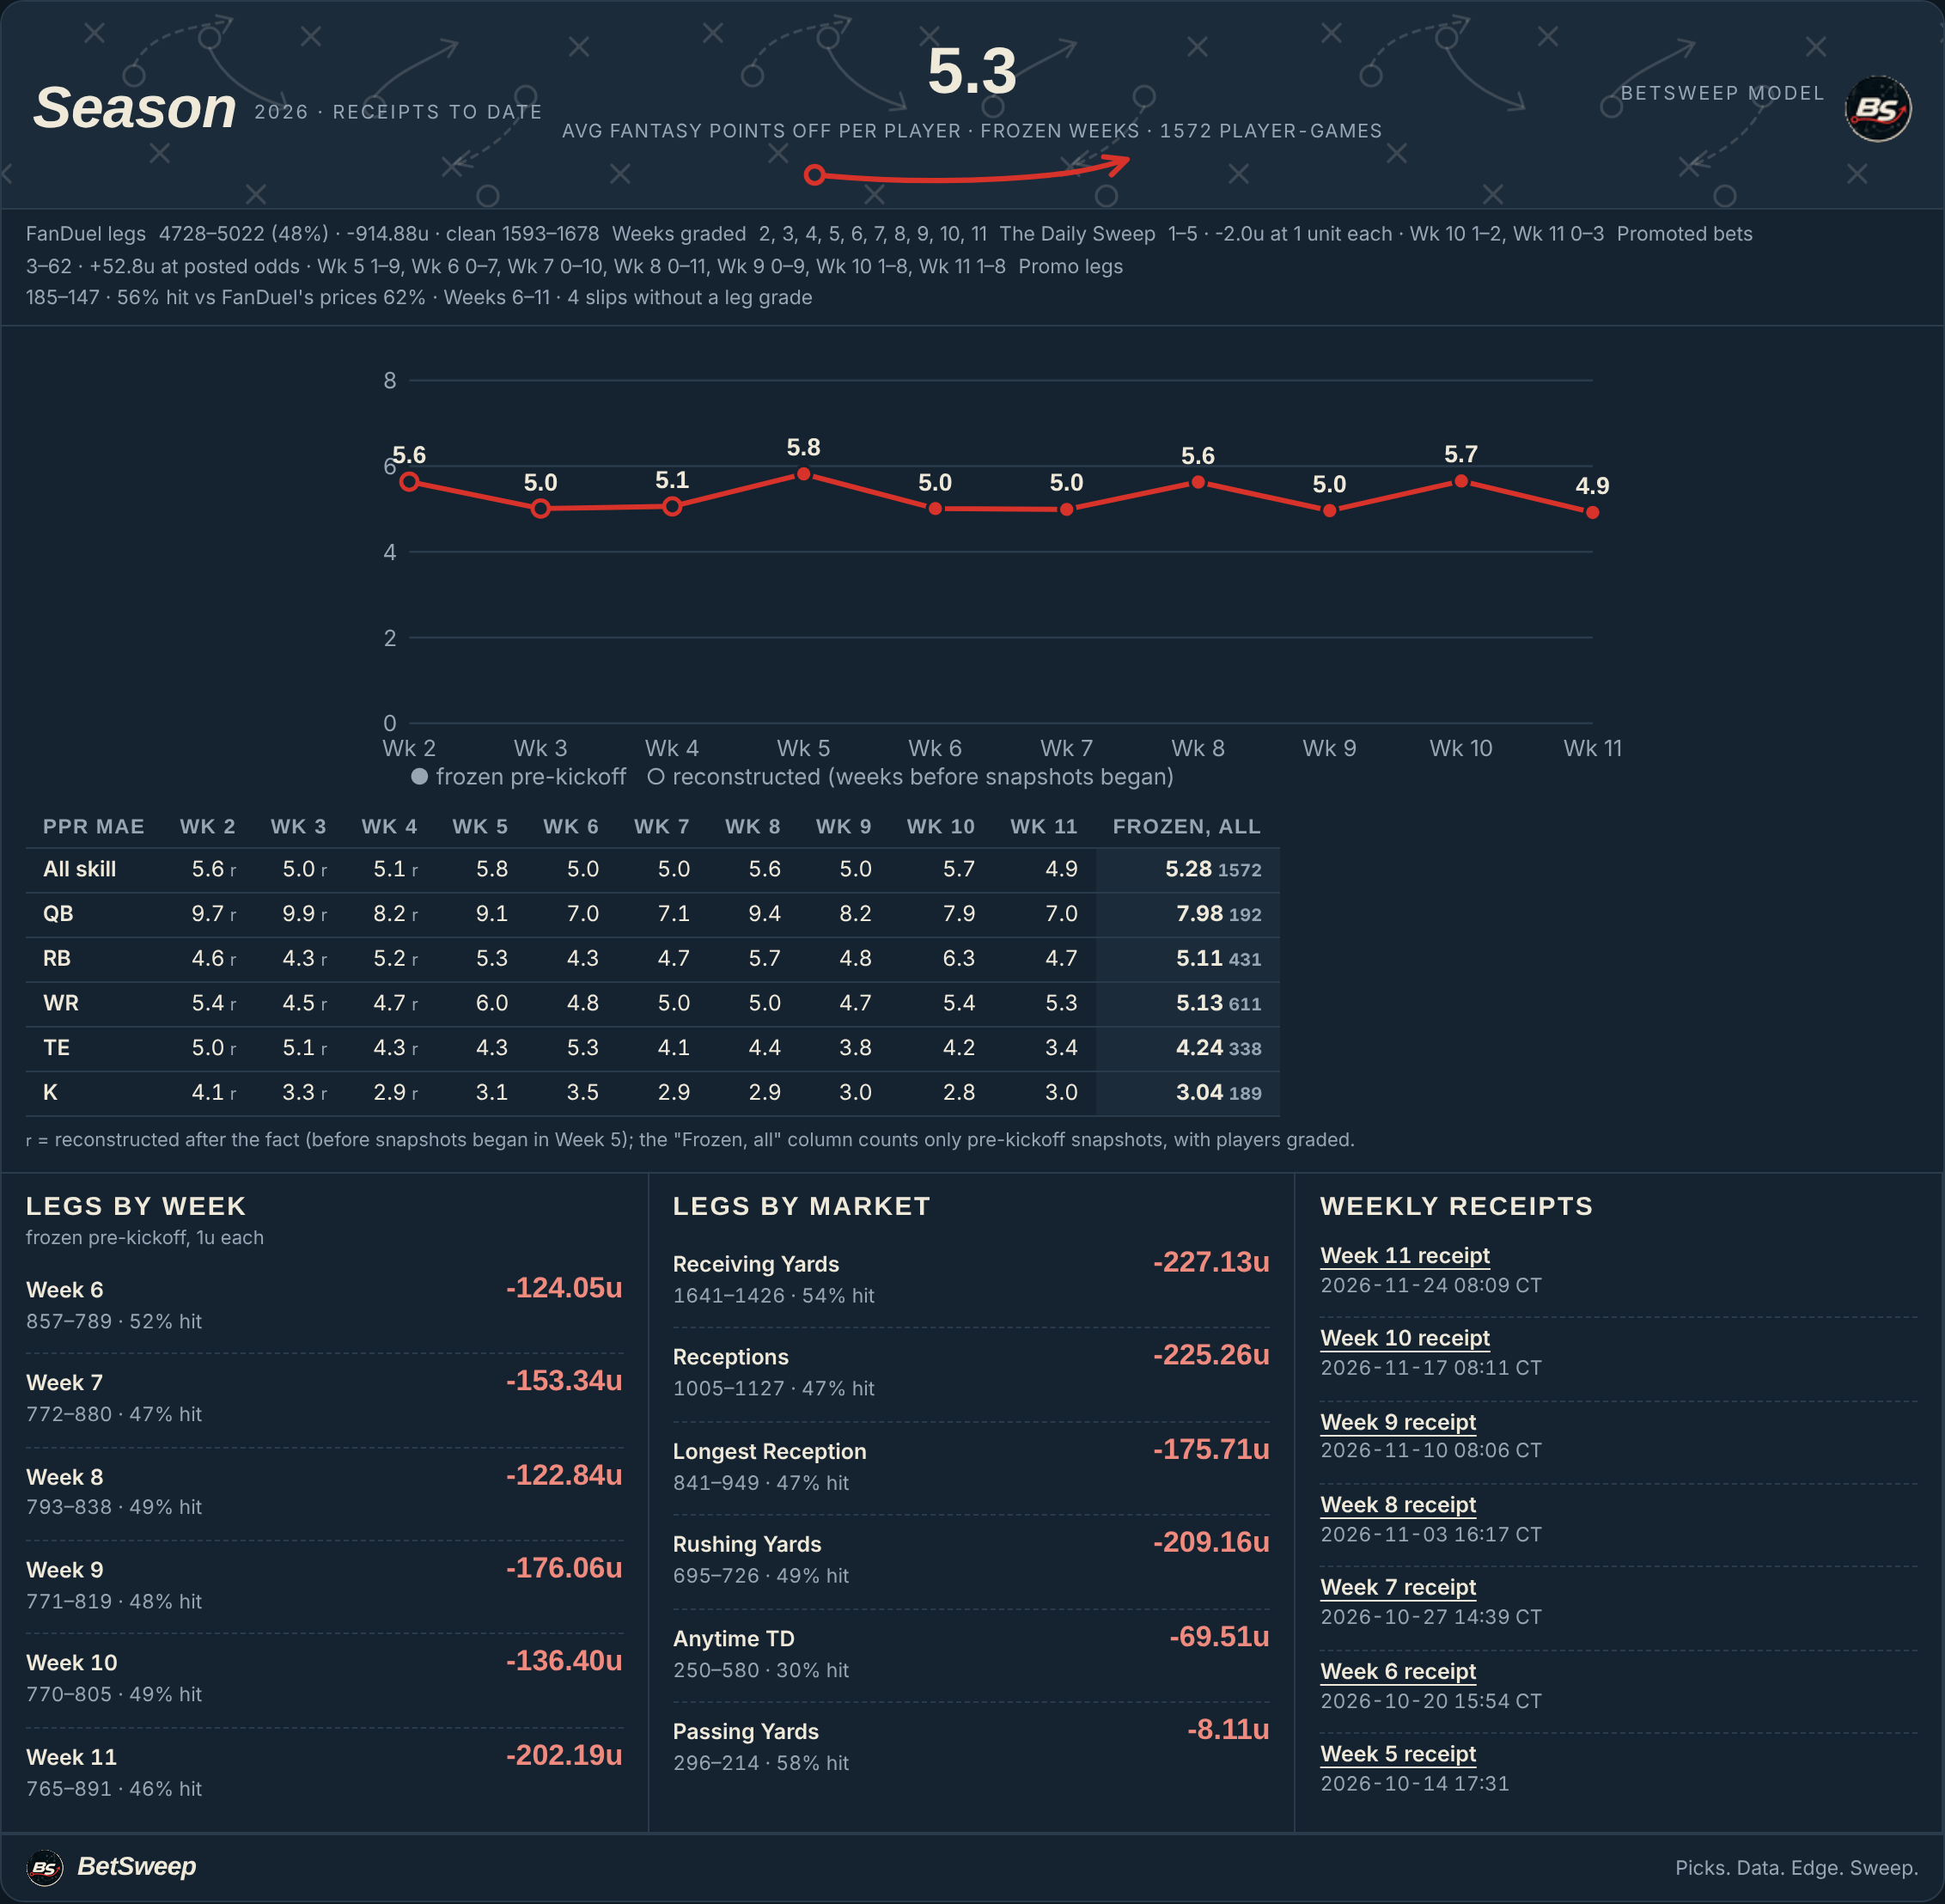 Season 2026 · RECEIPTS TO DATE
5.3
AVG FANTASY POINTS OFF PER PLAYER · FROZEN WEEKS · 1572 PLAYER-GAMES
BETSWEEP MODEL
BS
FanDuel legs 4728–5022 (48%) · -914.88u · clean 1593–1678 Weeks graded 2, 3, 4, 5, 6, 7, 8, 9, 10, 11 The Daily Sweep 1–5 · -2.0u at 1 unit each · Wk 10 1–2, Wk 11 0–3 Promoted bets
3–62 · +52.8u at posted odds · Wk 5 1–9, Wk 6 0–7, Wk 7 0–10, Wk 8 0–11, Wk 9 0–9, Wk 10 1–8, Wk 11 1–8 Promo legs
185–147 · 56% hit vs FanDuel's prices 62% · Weeks 6–11 · 4 slips without a leg grade
8
6
4
2
0
5.6 5.0 5.1 5.8 5.0 5.0 5.6 5.0 5.7 4.9
Wk 2 Wk 3 Wk 4 Wk 5 Wk 6 Wk 7 Wk 8 Wk 9 Wk 10 Wk 11
frozen pre-kickoff reconstructed (weeks before snapshots began)
PPR MAE WK 2 WK 3 WK 4 WK 5 WK 6 WK 7 WK 8 WK 9 WK 10 WK 11 FROZEN, ALL
All skill 5.6 r 5.0 r 5.1 r 5.8 5.0 5.0 5.6 5.0 5.7 4.9 5.28 1572
QB 9.7 r 9.9 r 8.2 r 9.1 7.0 7.1 9.4 8.2 7.9 7.0 7.98 192
RB 4.6 r 4.3 r 5.2 r 5.3 4.3 4.7 5.7 4.8 6.3 4.7 5.11 431
WR 5.4 r 4.5 r 4.7 r 6.0 4.8 5.0 5.0 4.7 5.4 5.3 5.13 611
TE 5.0 r 5.1 r 4.3 r 4.3 5.3 4.1 4.4 3.8 4.2 3.4 4.24 338
K 4.1 r 3.3 r 2.9 r 3.1 3.5 2.9 2.9 3.0 2.8 3.0 3.04 189
r = reconstructed after the fact (before snapshots began in Week 5); the "Frozen, all" column counts only pre-kickoff snapshots, with players graded.
LEGS BY WEEK
frozen pre-kickoff, 1u each
Week 6 -124.05u
857–789 · 52% hit
Week 7 -153.34u
772–880 · 47% hit
Week 8 -122.84u
793–838 · 49% hit
Week 9 -176.06u
771–819 · 48% hit
Week 10 -136.40u
770–805 · 49% hit
Week 11 -202.19u
765–891 · 46% hit
LEGS BY MARKET
Receiving Yards -227.13u
1641–1426 · 54% hit
Receptions -225.26u
1005–1127 · 47% hit
Longest Reception -175.71u
841–949 · 47% hit
Rushing Yards -209.16u
695–726 · 49% hit
Anytime TD -69.51u
250–580 · 30% hit
Passing Yards -8.11u
296–214 · 58% hit
WEEKLY RECEIPTS
Week 11 receipt
2026-11-24 08:09 CT
Week 10 receipt
2026-11-17 08:11 CT
Week 9 receipt
2026-11-10 08:06 CT
Week 8 receipt
2026-11-03 16:17 CT
Week 7 receipt
2026-10-27 14:39 CT
Week 6 receipt
2026-10-20 15:54 CT
Week 5 receipt
2026-10-14 17:31
BS BetSweep
Picks. Data. Edge. Sweep.